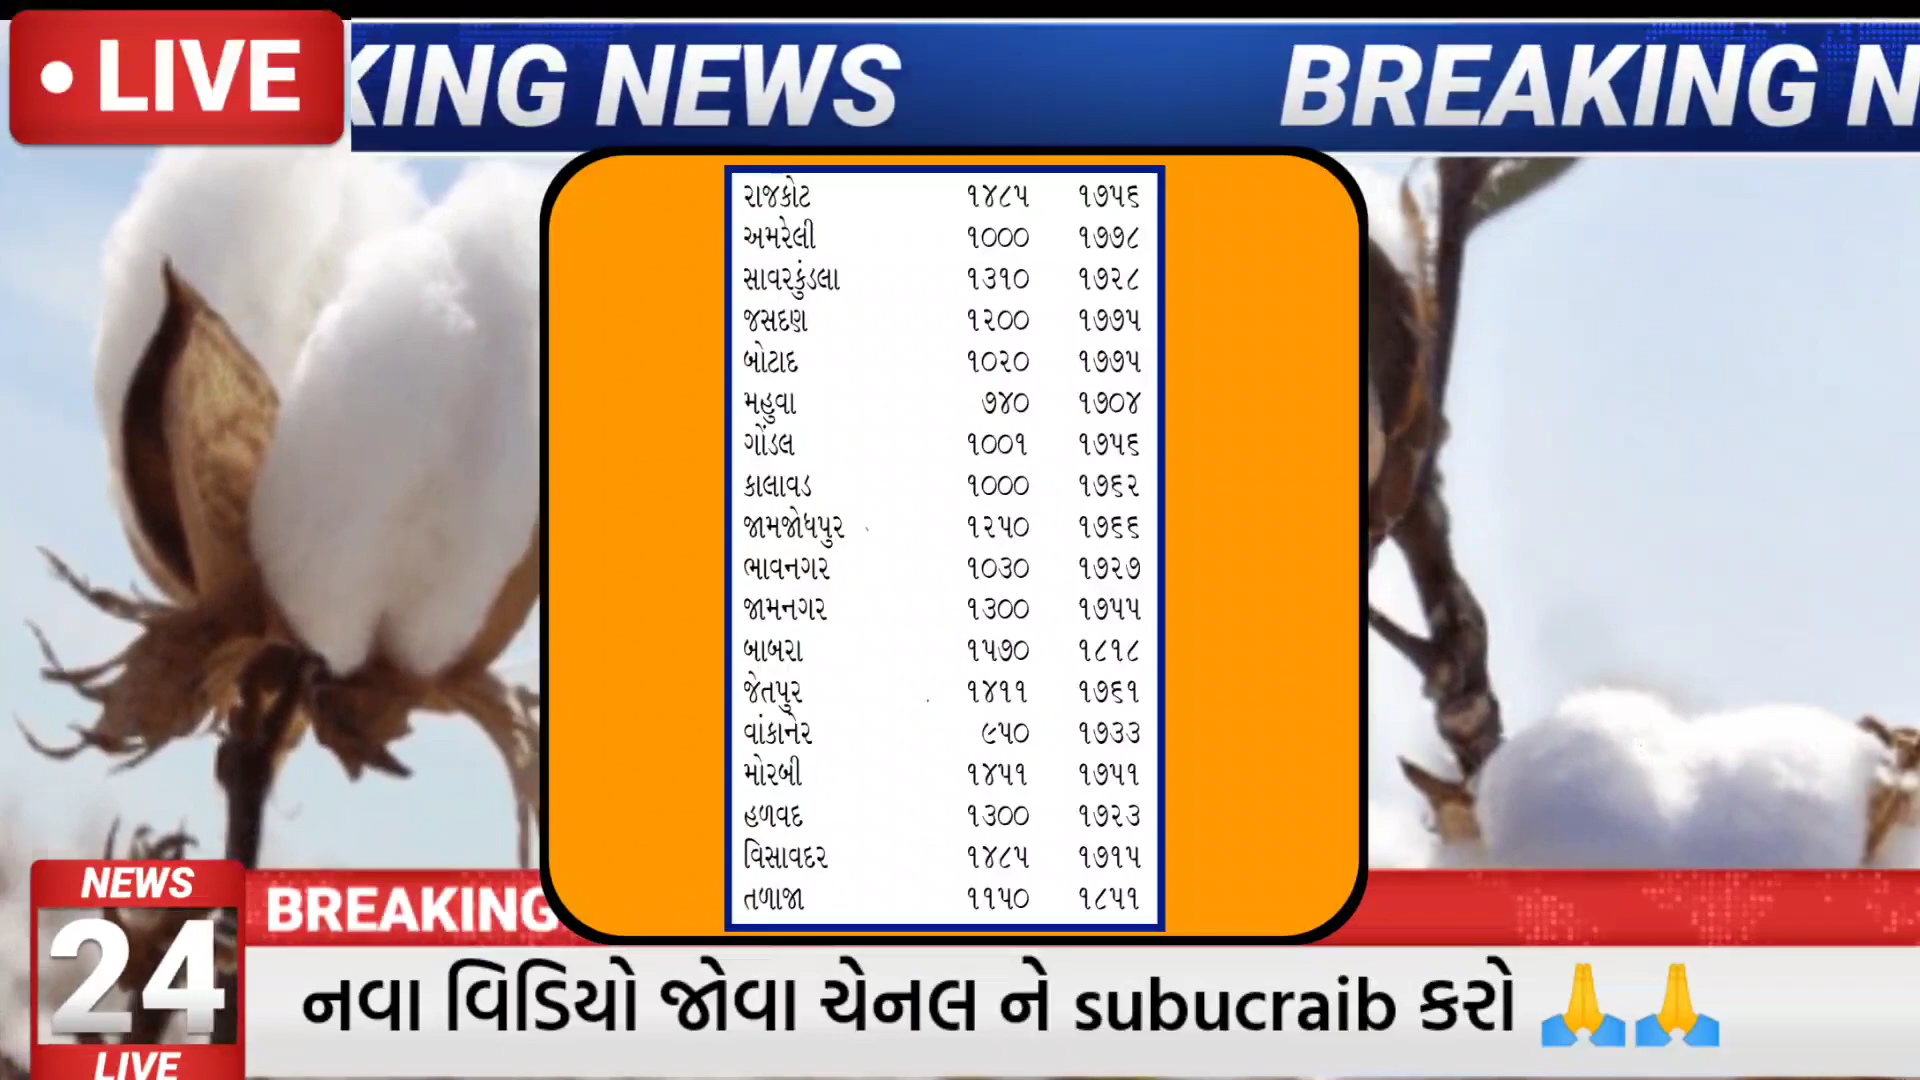 LIVE
KING NEWS BREAKING N
રાજકોટ ૧૪૮૫ ૧૭૫૬
અમરેલી ૧૦૦૦ ૧૭૭૮
સાવરકુંડલા ૧૩૧૦ ૧૭૨૮
જસદણ ૧૨૦૦ ૧૭૭૫
બોટાદ ૧૦૨૦ ૧૭૭૫
મહુવા ૭૪૦ ૧૭૦૪
ગોંડલ ૧૦૦૧ ૧૭૫૬
કાલાવડ ૧૦૦૦ ૧૭૬૨
જામજોધપુર ૧૨૫૦ ૧૭૬૬
ભાવનગર ૧૦૩૦ ૧૭૨૭
જામનગર ૧૩૦૦ ૧૭૫૫
બાબરા ૧૫૭૦ ૧૮૧૮
જેતપુર ૧૪૧૧ ૧૭૬૧
વાંકાનેર ૯૫૦ ૧૭૩૩
મોરબી ૧૪૫૧ ૧૭૫૧
હળવદ ૧૩૦૦ ૧૭૨૩
વિસાવદર ૧૪૮૫ ૧૭૧૫
તળાજા ૧૧૫૦ ૧૮૫૧
NEWS
24
LIVE
BREAKING
નવા વિડિયો જોવા ચેનલ ને subucraib કરો 🙏🙏